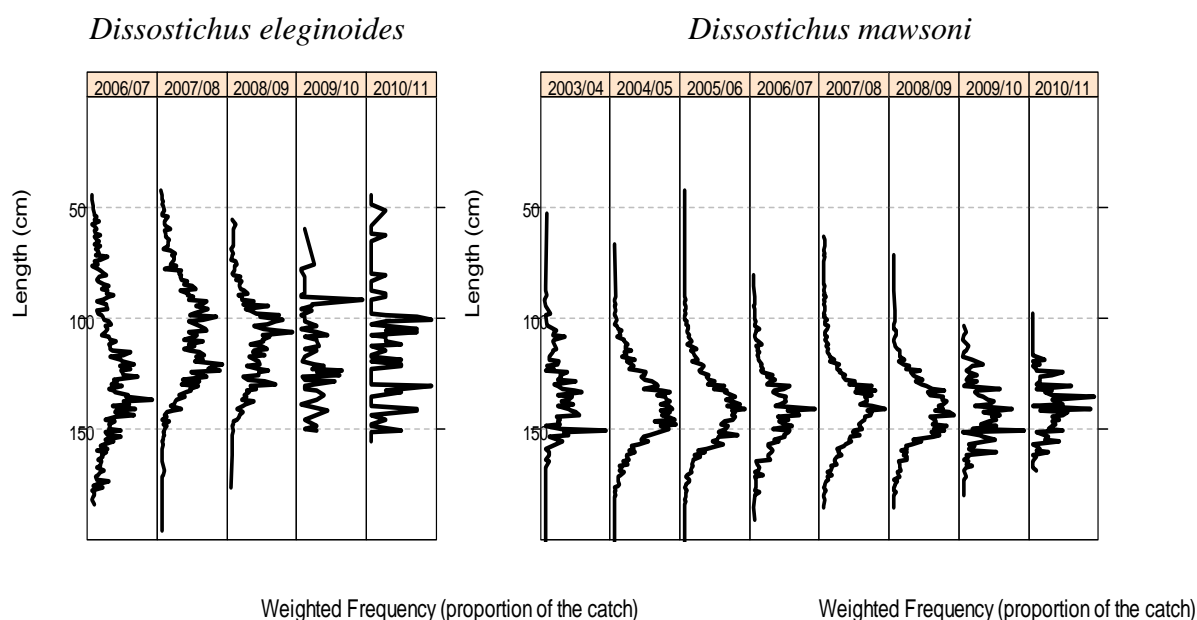 Dissostichus eleginoides
2006/07 2007/08 2008/09 2009/10 2010/11
Length (cm)
50
100
150
Weighted Frequency (proportion of the catch)
Dissostichus mawsoni
2003/04 2004/05 2005/06 2006/07 2007/08 2008/09 2009/10 2010/11
Length (cm)
50
100
150
Weighted Frequency (proportion of the catch)